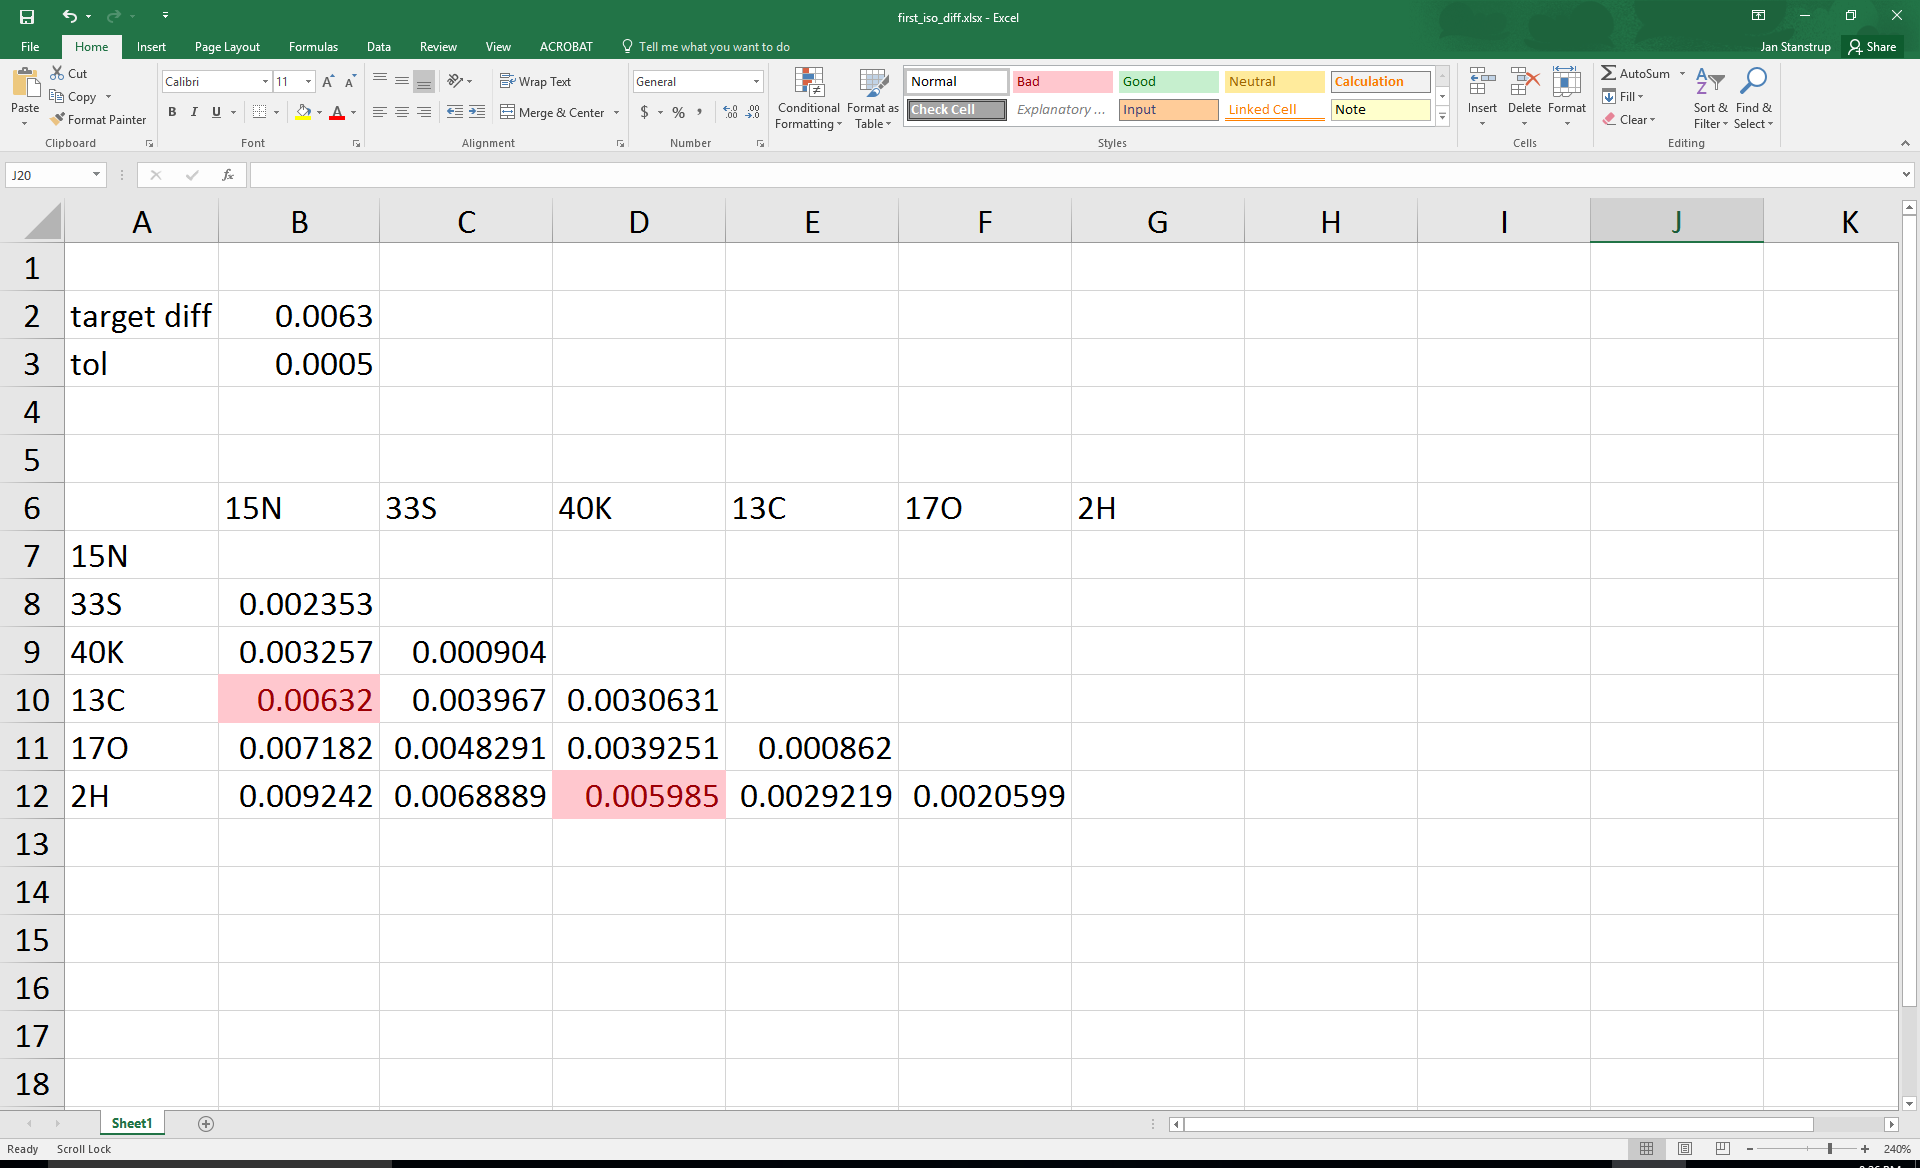 first_iso_diff.xlsx - Excel
File Home Insert Page Layout Formulas Data Review View ACROBAT Tell me what you want to do Jan Stanstrup Share
Paste Cut Copy Format Painter
Clipboard
Calibri 11
B I U A
Font
Wrap Text
Merge & Center
Alignment
General
$ % ,
Number
Conditional Formatting Format as Table
Normal Bad Good Neutral Calculation
Check Cell Explanatory ... Input Linked Cell Note
Styles
Insert Delete Format
Cells
AutoSum
Fill
Clear
Sort & Filter Find & Select
Editing
J20 fx
A B C D E F G H I J K
1
2 target diff 0.0063
3 tol 0.0005
4
5
6 15N 33S 40K 13C 17O 2H
7 15N
8 33S 0.002353
9 40K 0.003257 0.000904
10 13C 0.00632 0.003967 0.0030631
11 17O 0.007182 0.0048291 0.0039251 0.000862
12 2H 0.009242 0.0068889 0.005985 0.0029219 0.0020599
13
14
15
16
17
18
Sheet1
Ready Scroll Lock 240%